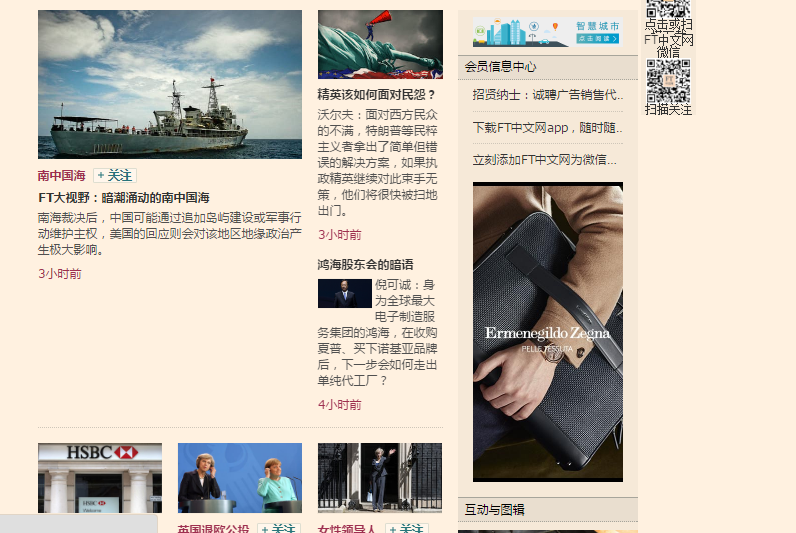 南中国海 + 关注
FT大视野：暗潮涌动的南中国海
南海裁决后，中国可能通过追加岛屿建设或军事行
动维护主权，美国的回应则会对该地区地缘政治产
生极大影响。
3小时前
精英该如何面对民怨？
沃尔夫：面对西方民众
的不满，特朗普等民粹
主义者拿出了简单但错
误的解决方案，如果执
政精英继续对此束手无
策，他们将很快被扫地
出门。
3小时前
鸿海股东会的暗语
倪可诚：身
为全球最大
电子制造服
务集团的鸿海，在收购
夏普、买下诺基亚品牌
后，下一步会如何走出
单纯代工厂？
4小时前
HSBC
HSBC
Welcome
英国退欧公投 + 关注
女性领导人 + 关注
智慧城市
点击阅读
会员信息中心
招贤纳士：诚聘广告销售代..
下载FT中文网app，随时随..
立刻添加FT中文网为微信...
Ermenegildo Zegna
PELLE TESSUTA
互动与图辑
点击或扫
FT中文网
微信
扫描关注